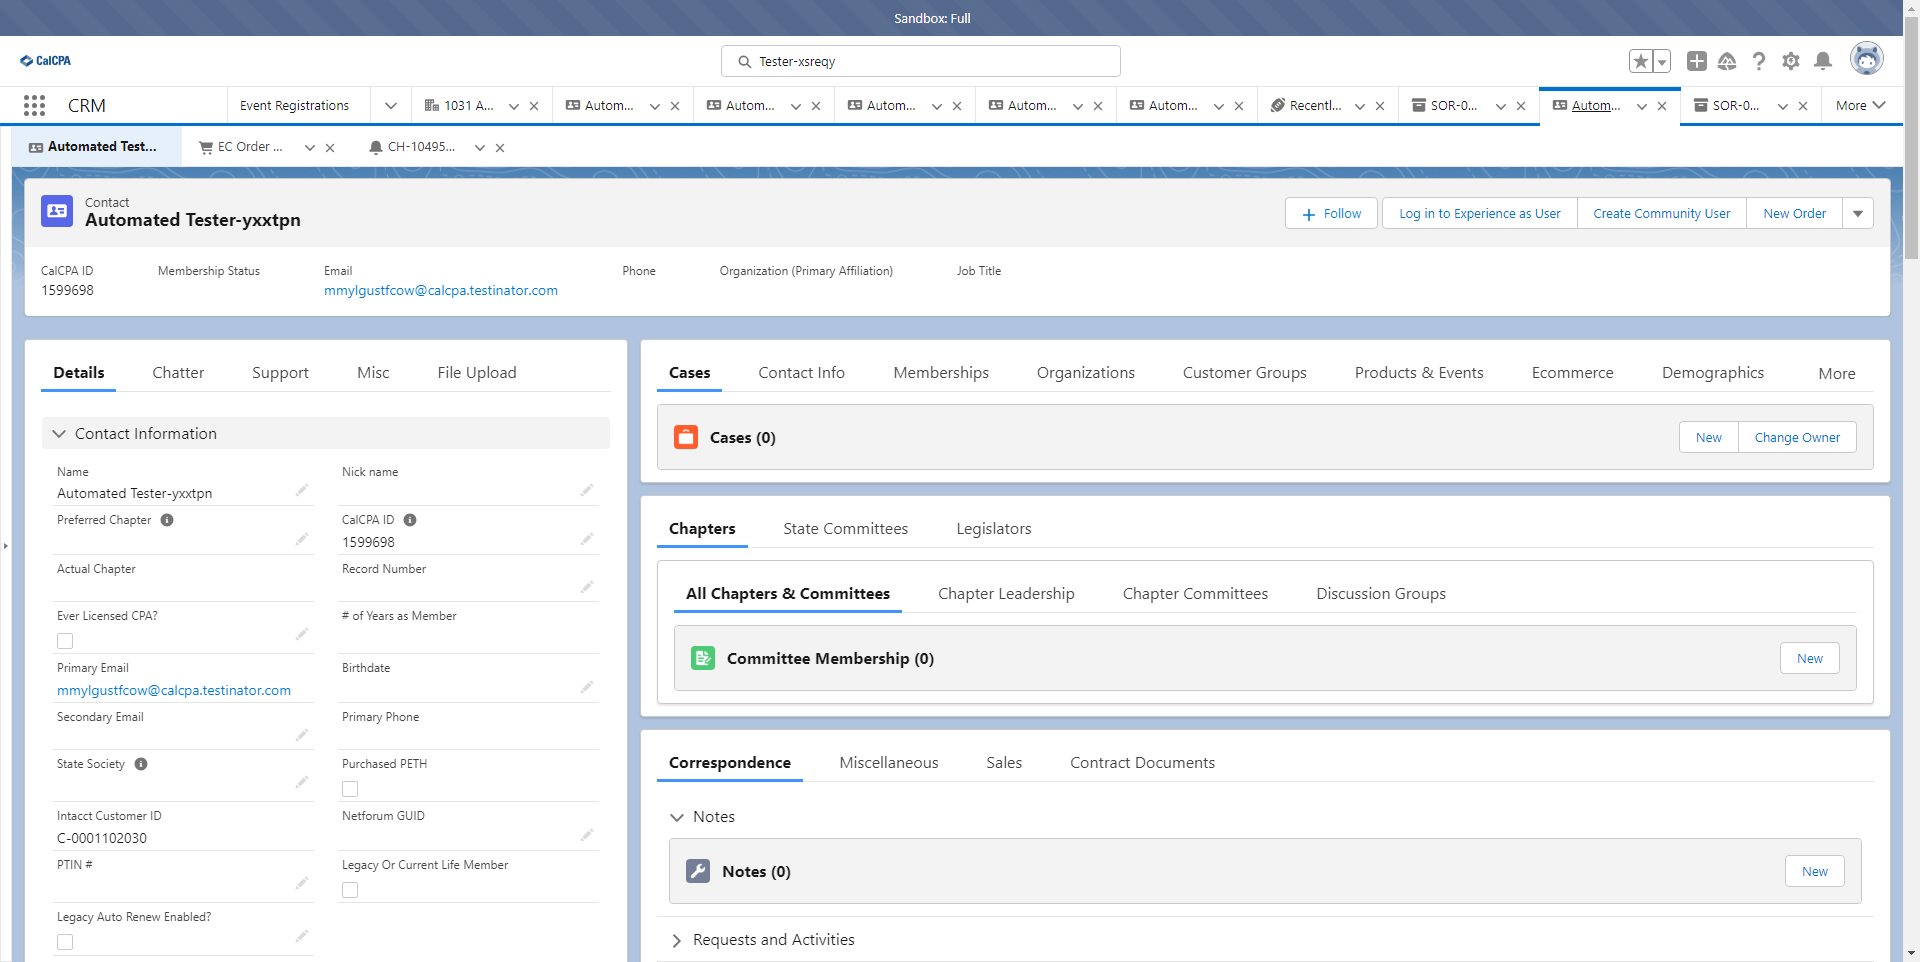 Sandbox: Full
CalCPA
Tester-xsreqy
CRM
Event Registrations
1031 A...
Autom...
Autom...
Autom...
Autom...
Autom...
Recentl...
SOR-0...
Autom...
SOR-0...
More
Automated Test...
EC Order ...
CH-10495...
Contact
Automated Tester-yxxtpn
Follow
Log in to Experience as User
Create Community User
New Order
CalCPA ID
Membership Status
Email
Phone
Organization (Primary Affiliation)
Job Title
1599698
mmylgustfcow@calcpa.testinator.com
Details
Chatter
Support
Misc
File Upload
Contact Information
Name
Automated Tester-yxxtpn
Nick name
Preferred Chapter
CalCPA ID
1599698
Actual Chapter
Record Number
Ever Licensed CPA?
# of Years as Member
Primary Email
mmylgustfcow@calcpa.testinator.com
Birthdate
Secondary Email
Primary Phone
State Society
Purchased PETH
Intacct Customer ID
C-0001102030
Netforum GUID
PTIN #
Legacy Or Current Life Member
Legacy Auto Renew Enabled?
Cases
Contact Info
Memberships
Organizations
Customer Groups
Products & Events
Ecommerce
Demographics
More
Cases (0)
New
Change Owner
Chapters
State Committees
Legislators
All Chapters & Committees
Chapter Leadership
Chapter Committees
Discussion Groups
Committee Membership (0)
New
Correspondence
Miscellaneous
Sales
Contract Documents
Notes
Notes (0)
New
Requests and Activities